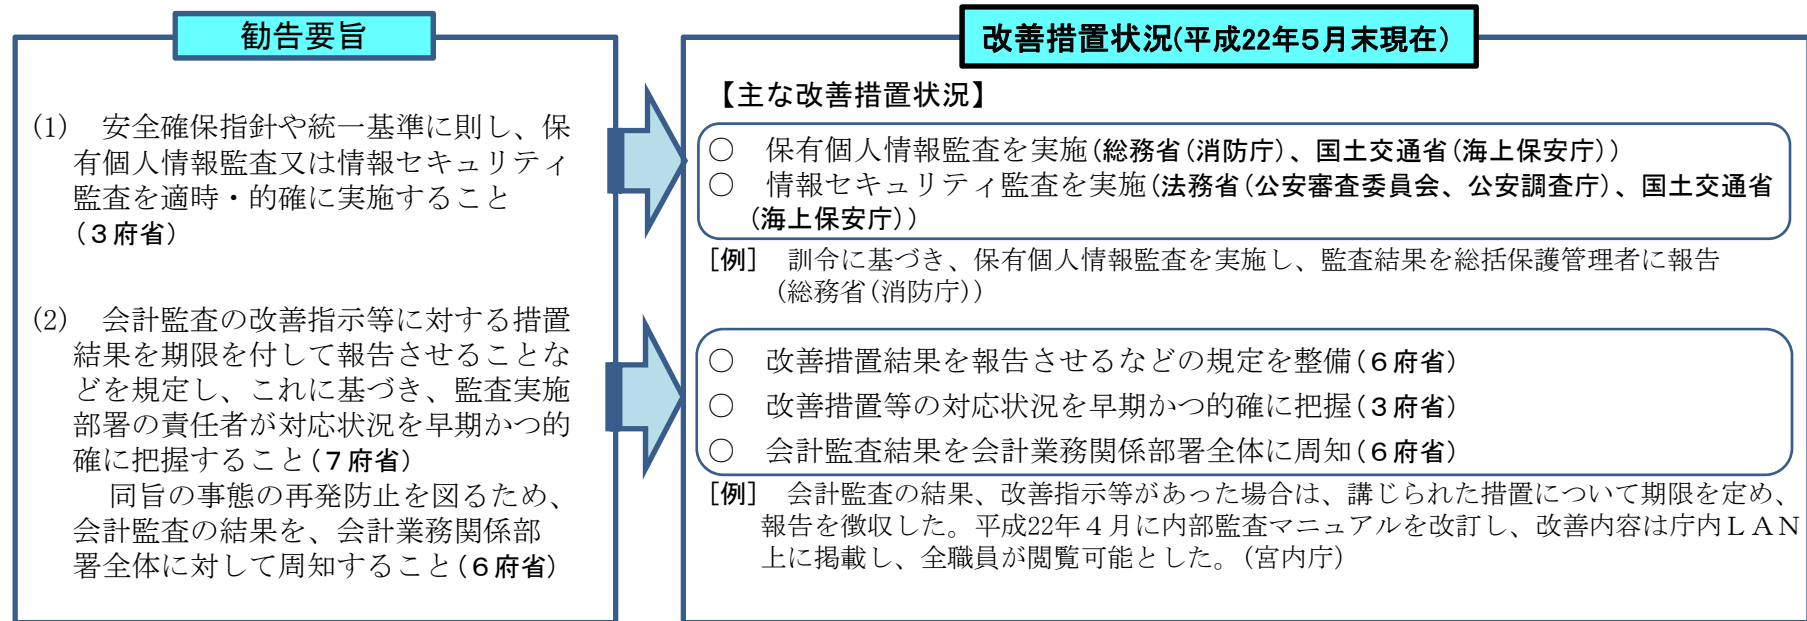 勧告要旨
(1) 安全確保指針や統一基準に則し、保
有個人情報監査又は情報セキュリティ
監査を適時・的確に実施すること
(３府省)
(2) 会計監査の改善指示等に対する措置
結果を期限を付して報告させることな
どを規定し、これに基づき、監査実施
部署の責任者が対応状況を早期かつ的
確に把握すること(７府省)
同旨の事態の再発防止を図るため、
会計監査の結果を、会計業務関係部
署全体に対して周知すること(６府省)
改善措置状況(平成22年5月末現在)
【主な改善措置状況】
○ 保有個人情報監査を実施(総務省(消防庁)、国土交通省(海上保安庁))
○ 情報セキュリティ監査を実施(法務省(公安審査委員会、公安調査庁)、国土交通省
(海上保安庁))
[例] 訓令に基づき、保有個人情報監査を実施し、監査結果を総括保護管理者に報告
(総務省(消防庁))
○ 改善措置結果を報告させるなどの規定を整備(６府省)
○ 改善措置等の対応状況を早期かつ的確に把握(３府省)
○ 会計監査結果を会計業務関係部署全体に周知(６府省)
[例] 会計監査の結果、改善指示等があった場合は、講じられた措置について期限を定め、
報告を徴収した。平成22年４月に内部監査マニュアルを改訂し、改善内容は庁内ＬＡＮ
上に掲載し、全職員が閲覧可能とした。(宮内庁)